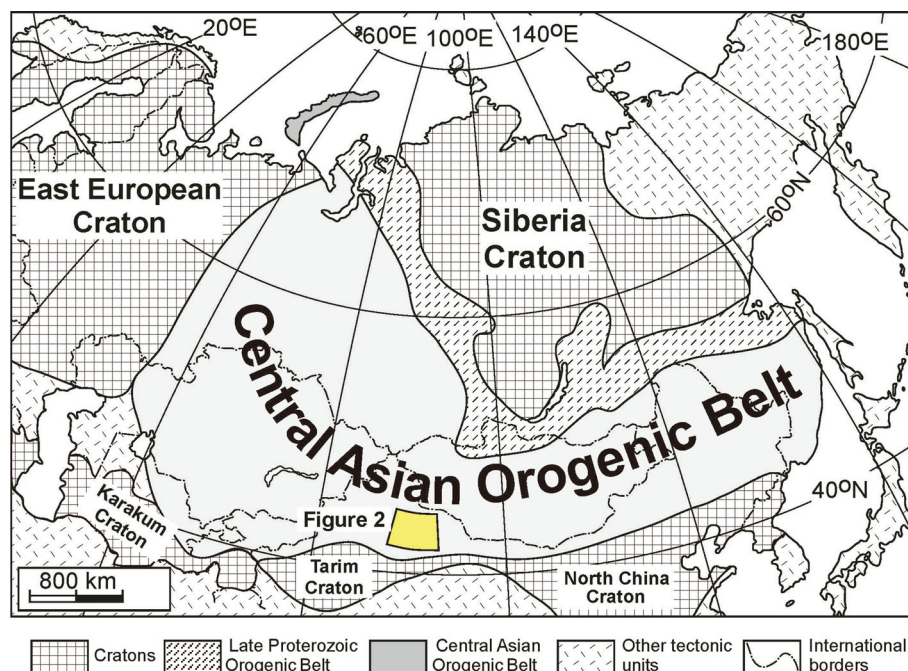 20ºE
60ºE
100ºE
140ºE
180ºE
East European
Craton
Siberia
Craton
60ºN
Central Asian Orogenic Belt
40ºN
Karakum
Craton
Figure 2
Tarim
Craton
North China
Craton
800 km
Cratons
Late Proterozoic
Orogenic Belt
Central Asian
Orogenic Belt
Other tectonic
units
International
borders